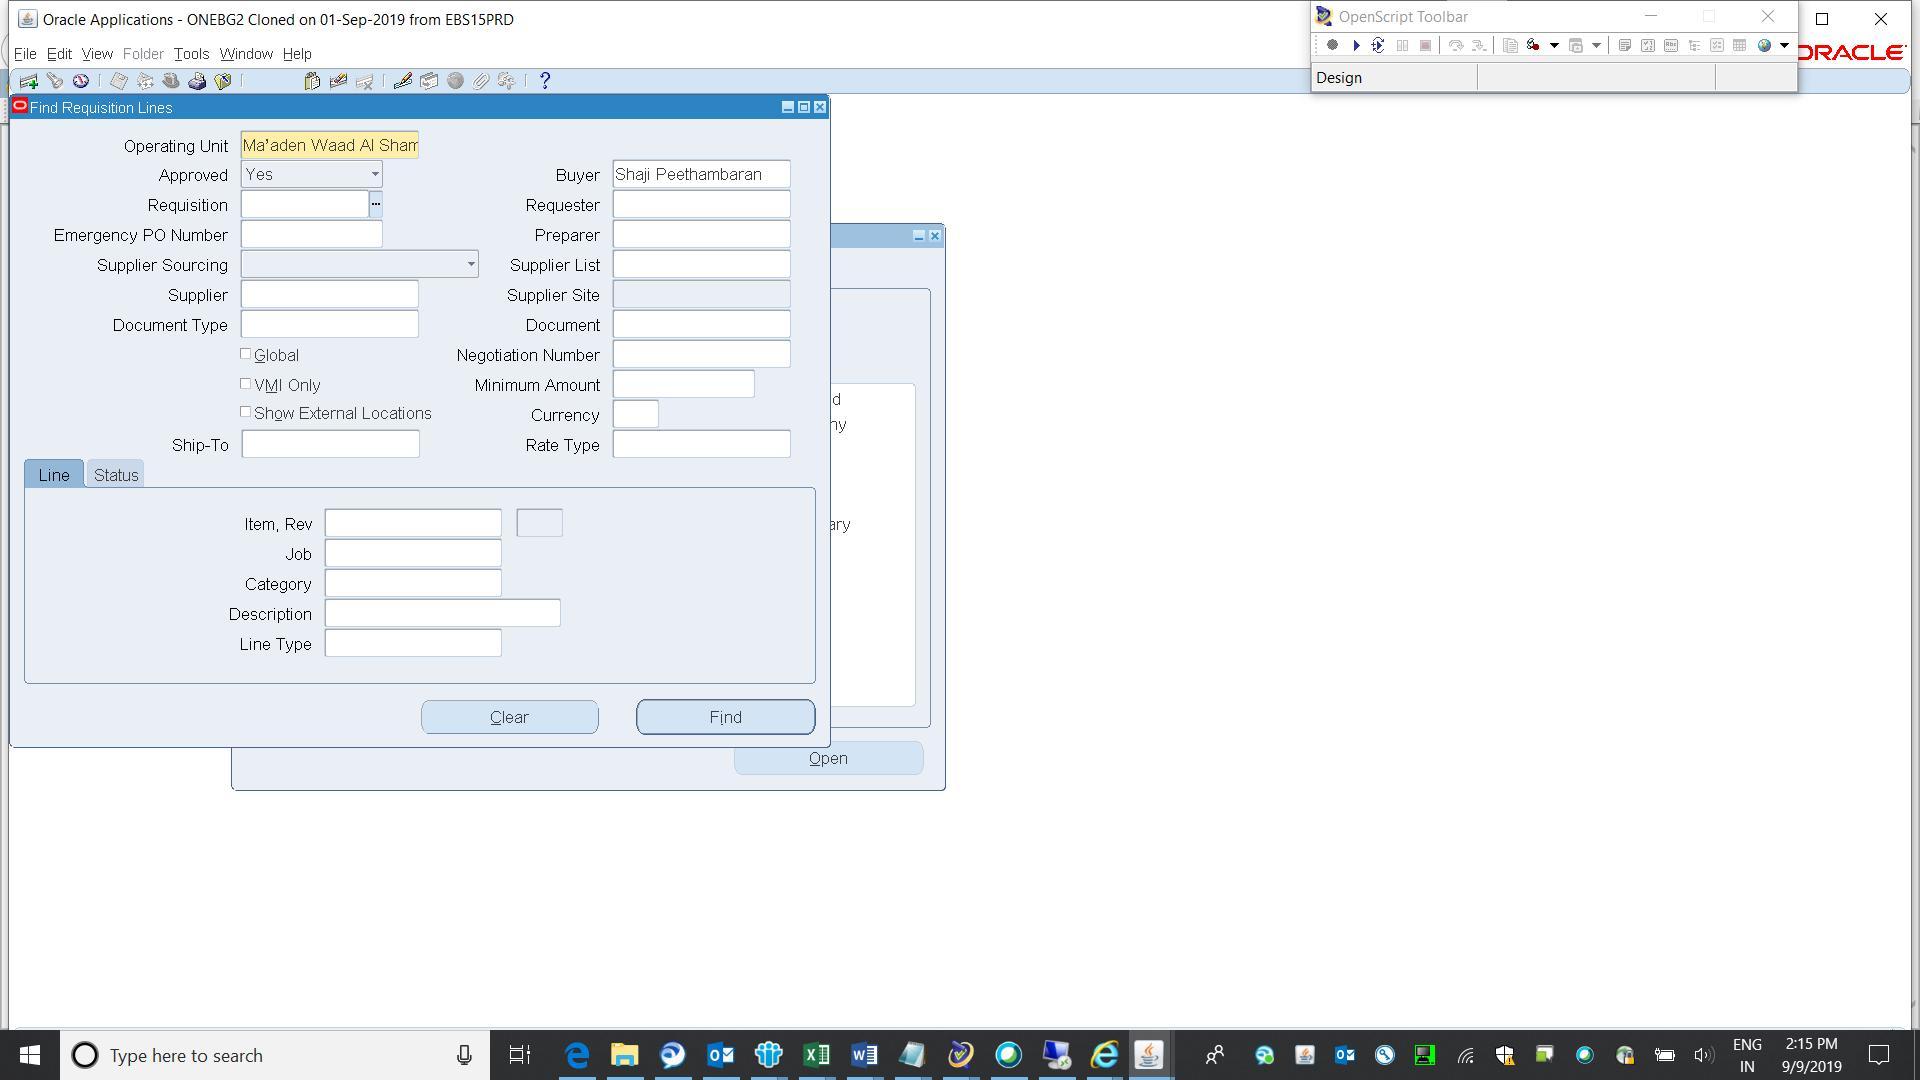 Oracle Applications - ONEBG2 Cloned on 01-Sep-2019 from EBS15PRD
OpenScript Toolbar
File Edit View Folder Tools Window Help
ORACLE
Design
Find Requisition Lines
Operating Unit Ma'aden Waad Al Sham
Approved Yes Buyer Shaji Peethambaran
Requisition ... Requester
Emergency PO Number Preparer
Supplier Sourcing Supplier List
Supplier Supplier Site
Document Type Document
Global Negotiation Number
VMI Only Minimum Amount
d
Show External Locations Currency
ny
Ship-To Rate Type
Line Status
Item, Rev
ary
Job
Category
Description
Line Type
Clear Find
Open
Type here to search
ENG
IN
2:15 PM
9/9/2019